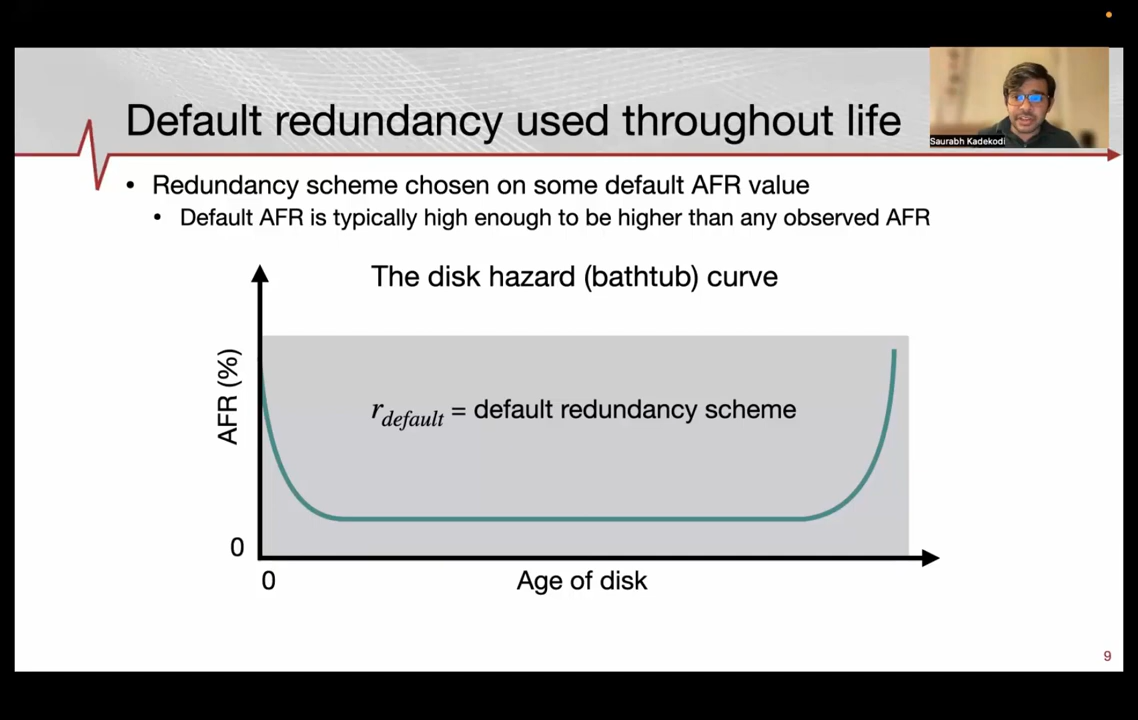 Default redundancy used throughout life
Saurabh Kadekodi
• Redundancy scheme chosen on some default AFR value
• Default AFR is typically high enough to be higher than any observed AFR
The disk hazard (bathtub) curve
AFR (%)
r_default = default redundancy scheme
0
0
Age of disk
9